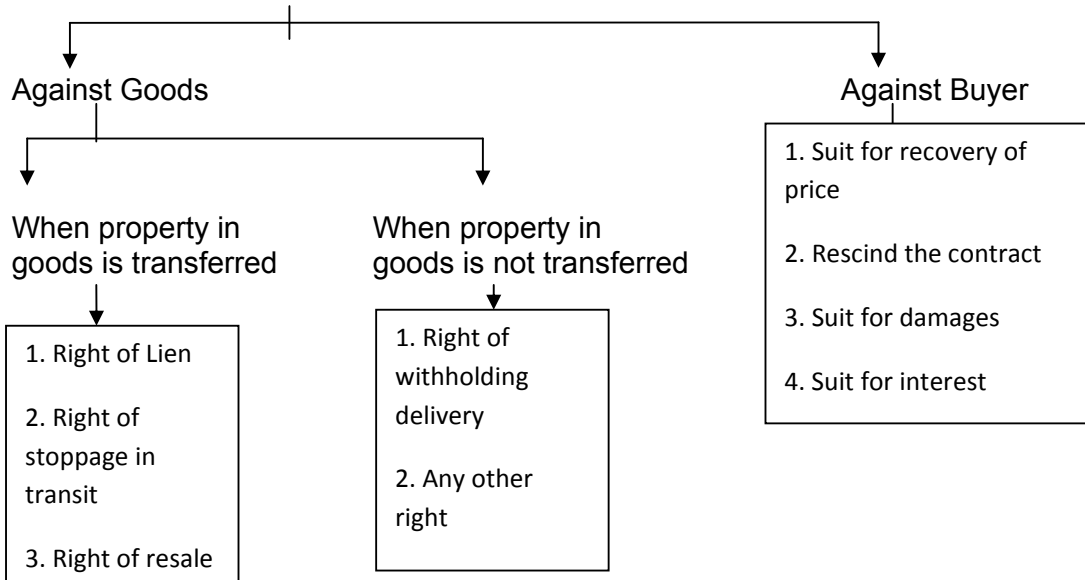 Against Goods
Against Buyer
When property in
goods is transferred
1. Right of Lien
2. Right of
stoppage in
transit
3. Right of resale
When property in
goods is not transferred
1. Right of
withholding
delivery
2. Any other
right
1. Suit for recovery of
price
2. Rescind the contract
3. Suit for damages
4. Suit for interest